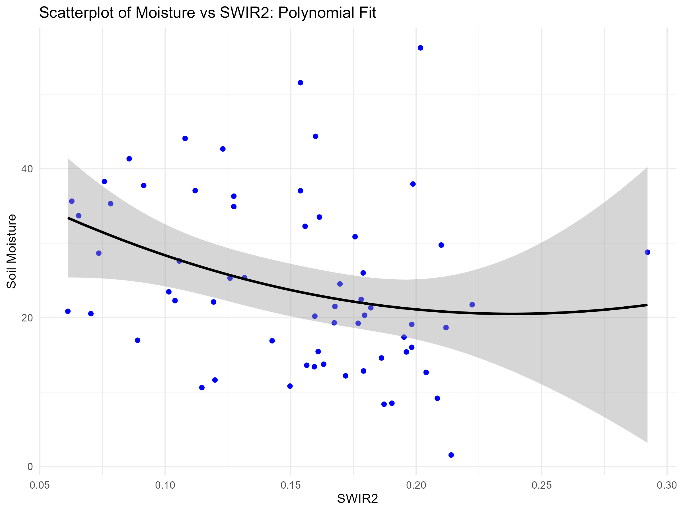 Scatterplot of Moisture vs SWIR2: Polynomial Fit
Soil Moisture
40
20
0
0.05 0.10 0.15 0.20 0.25 0.30
SWIR2